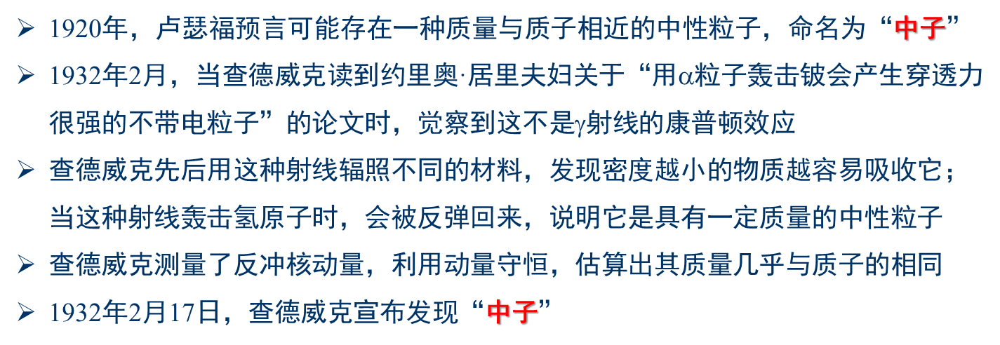 ➢ 1920年，卢瑟福预言可能存在一种质量与质子相近的中性粒子，命名为“中子”
➢ 1932年2月，当查德威克读到约里奥·居里夫妇关于“用α粒子轰击铍会产生穿透力
很强的不带电粒子”的论文时，觉察到这不是γ射线的康普顿效应
➢ 查德威克先后用这种射线辐照不同的材料，发现密度越小的物质越容易吸收它；
当这种射线轰击氢原子时，会被反弹回来，说明它是具有一定质量的中性粒子
➢ 查德威克测量了反冲核动量，利用动量守恒，估算出其质量几乎与质子的相同
➢ 1932年2月17日，查德威克宣布发现“中子”